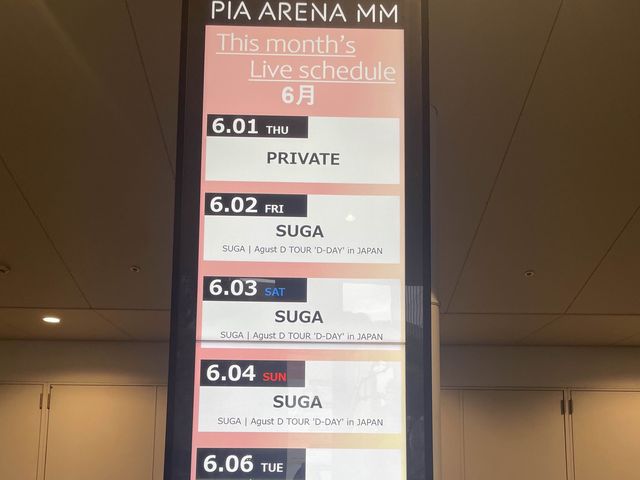 PIA ARENA MM
This month's
Live schedule
6月
6.01 THU
PRIVATE
6.02 FRI
SUGA
SUGA | Agust D TOUR 'D-DAY' in JAPAN
6.03 SAT
SUGA
SUGA | Agust D TOUR 'D-DAY' in JAPAN
6.04 SUN
SUGA
SUGA | Agust D TOUR 'D-DAY' in JAPAN
6.06 TUE